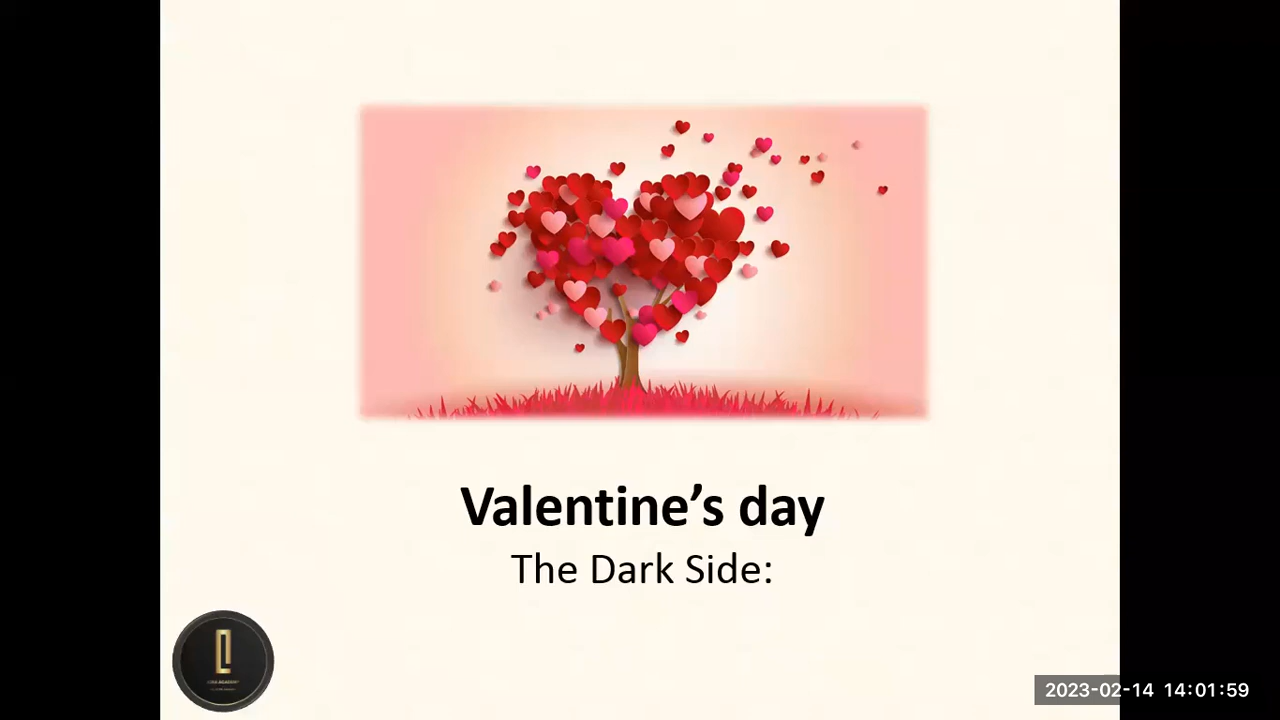 Valentine’s day
The Dark Side:
2023-02-14 14:01:59